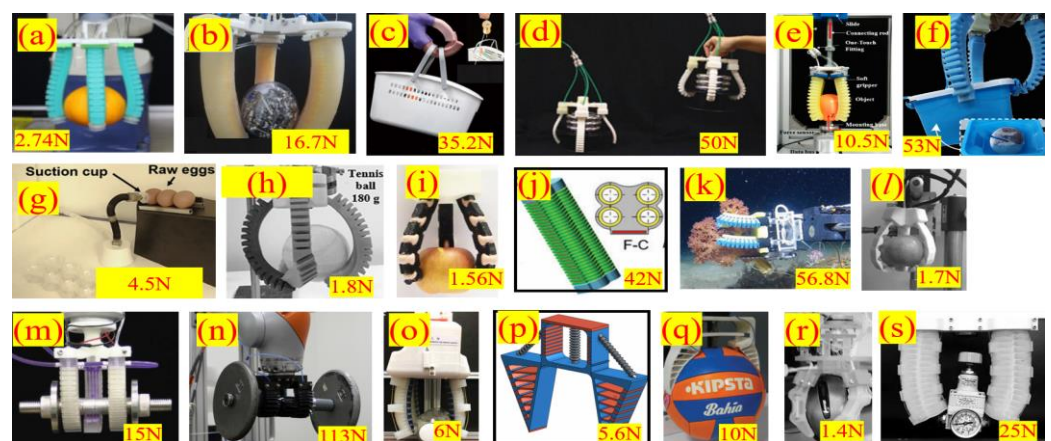 (a)
2.74N
(b)
16.7N
(c)
35.2N
(d)
50N
(e)
Slide
Connecting rod
One-Touch
Fitting
Soft
gripper
Object
Mounting base
Force sensor
10.5N
(f)
53N
Suction cup
Raw eggs
(g)
4.5N
(h)
Tennis
ball
180 g
1.8N
(i)
1.56N
(j)
F-C
42N
(k)
56.8N
(l)
1.7N
(m)
15N
(n)
113N
(o)
6N
(p)
5.6N
(q)
KIPSTA
Bahia
10N
(r)
1.4N
(s)
25N